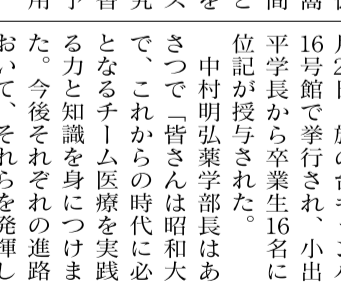 16号館で挙行され、小出
平学長から卒業生16名に
位記が授与された。
中村明弘薬学部長はあ
さつで「皆さんは昭和大
で、これからの時代に必
となるチーム医療を実践
る力と知識を身につけま
た。今後それぞれの進路
おいて、それらを発揮し